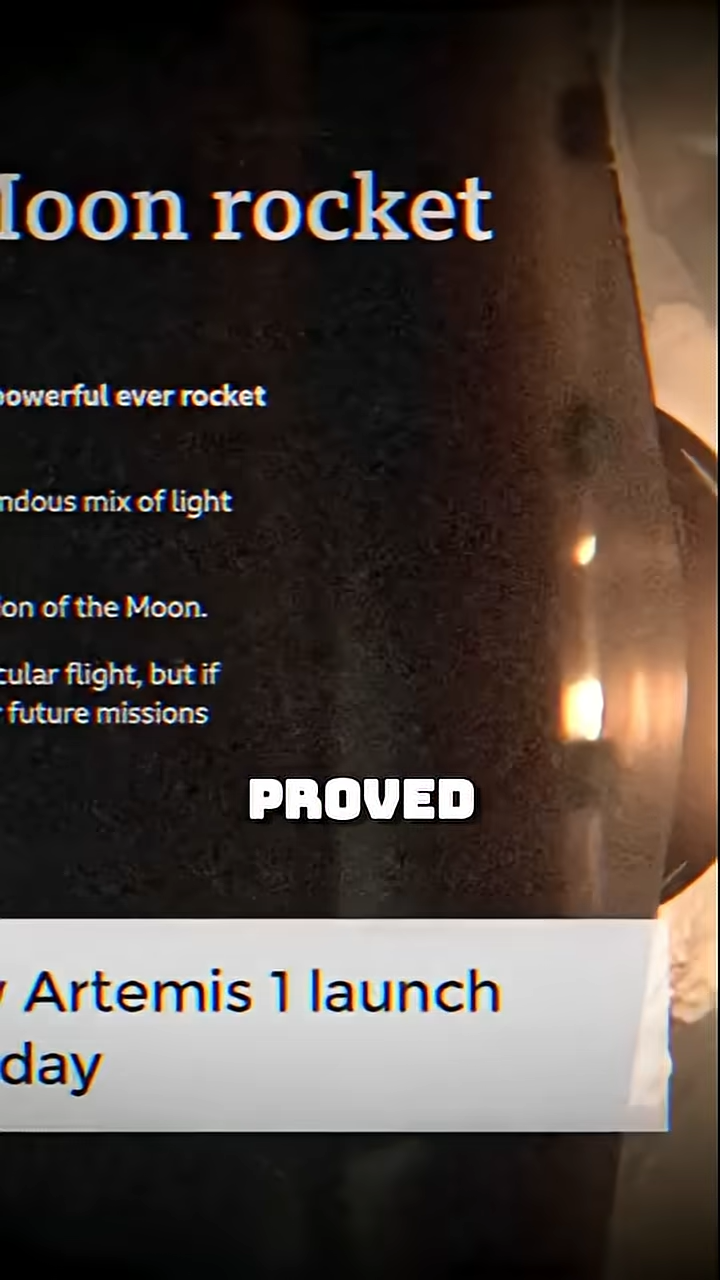 Moon rocket
powerful ever rocket
ndous mix of light
ion of the Moon.
cular flight, but if
r future missions
PROVED
y Artemis 1 launch
day